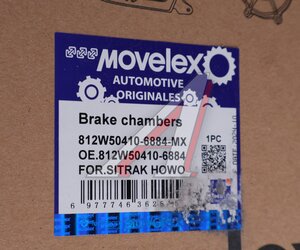 MOVELEX
AUTOMOTIVE
ORIGINALES
Brake chambers
812W50410-6884-MX
1PC
OE.812W50410-6884
FOR.SITRAK HOWO